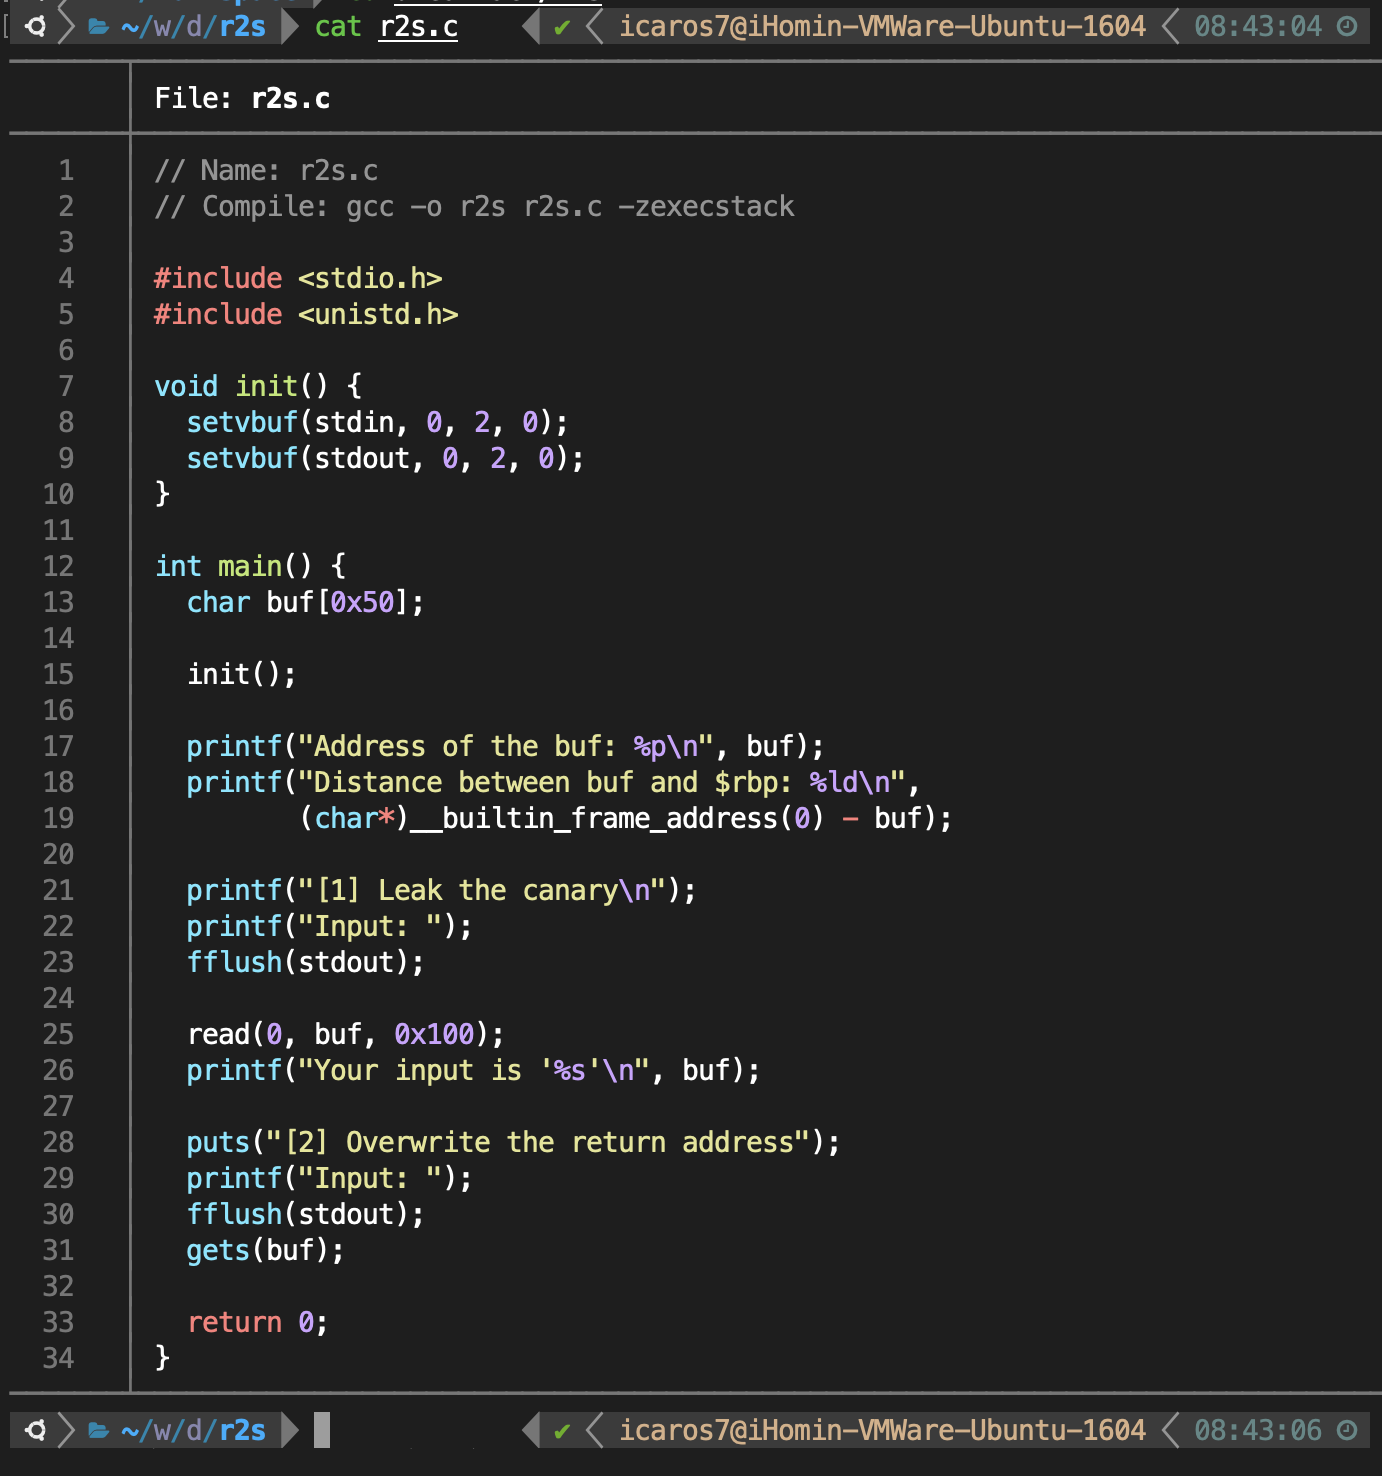 ~/w/d/r2s cat r2s.c ✔ icaros7@iHomin-VMWare-Ubuntu-1604 08:43:04
File: r2s.c
1 // Name: r2s.c
2 // Compile: gcc -o r2s r2s.c -zexecstack
3
4 #include <stdio.h>
5 #include <unistd.h>
6
7 void init() {
8   setvbuf(stdin, 0, 2, 0);
9   setvbuf(stdout, 0, 2, 0);
10 }
11
12 int main() {
13   char buf[0x50];
14
15   init();
16
17   printf("Address of the buf: %p\n", buf);
18   printf("Distance between buf and $rbp: %ld\n",
19          (char*)__builtin_frame_address(0) - buf);
20
21   printf("[1] Leak the canary\n");
22   printf("Input: ");
23   fflush(stdout);
24
25   read(0, buf, 0x100);
26   printf("Your input is '%s'\n", buf);
27
28   puts("[2] Overwrite the return address");
29   printf("Input: ");
30   fflush(stdout);
31   gets(buf);
32
33   return 0;
34 }
~/w/d/r2s ✔ icaros7@iHomin-VMWare-Ubuntu-1604 08:43:06